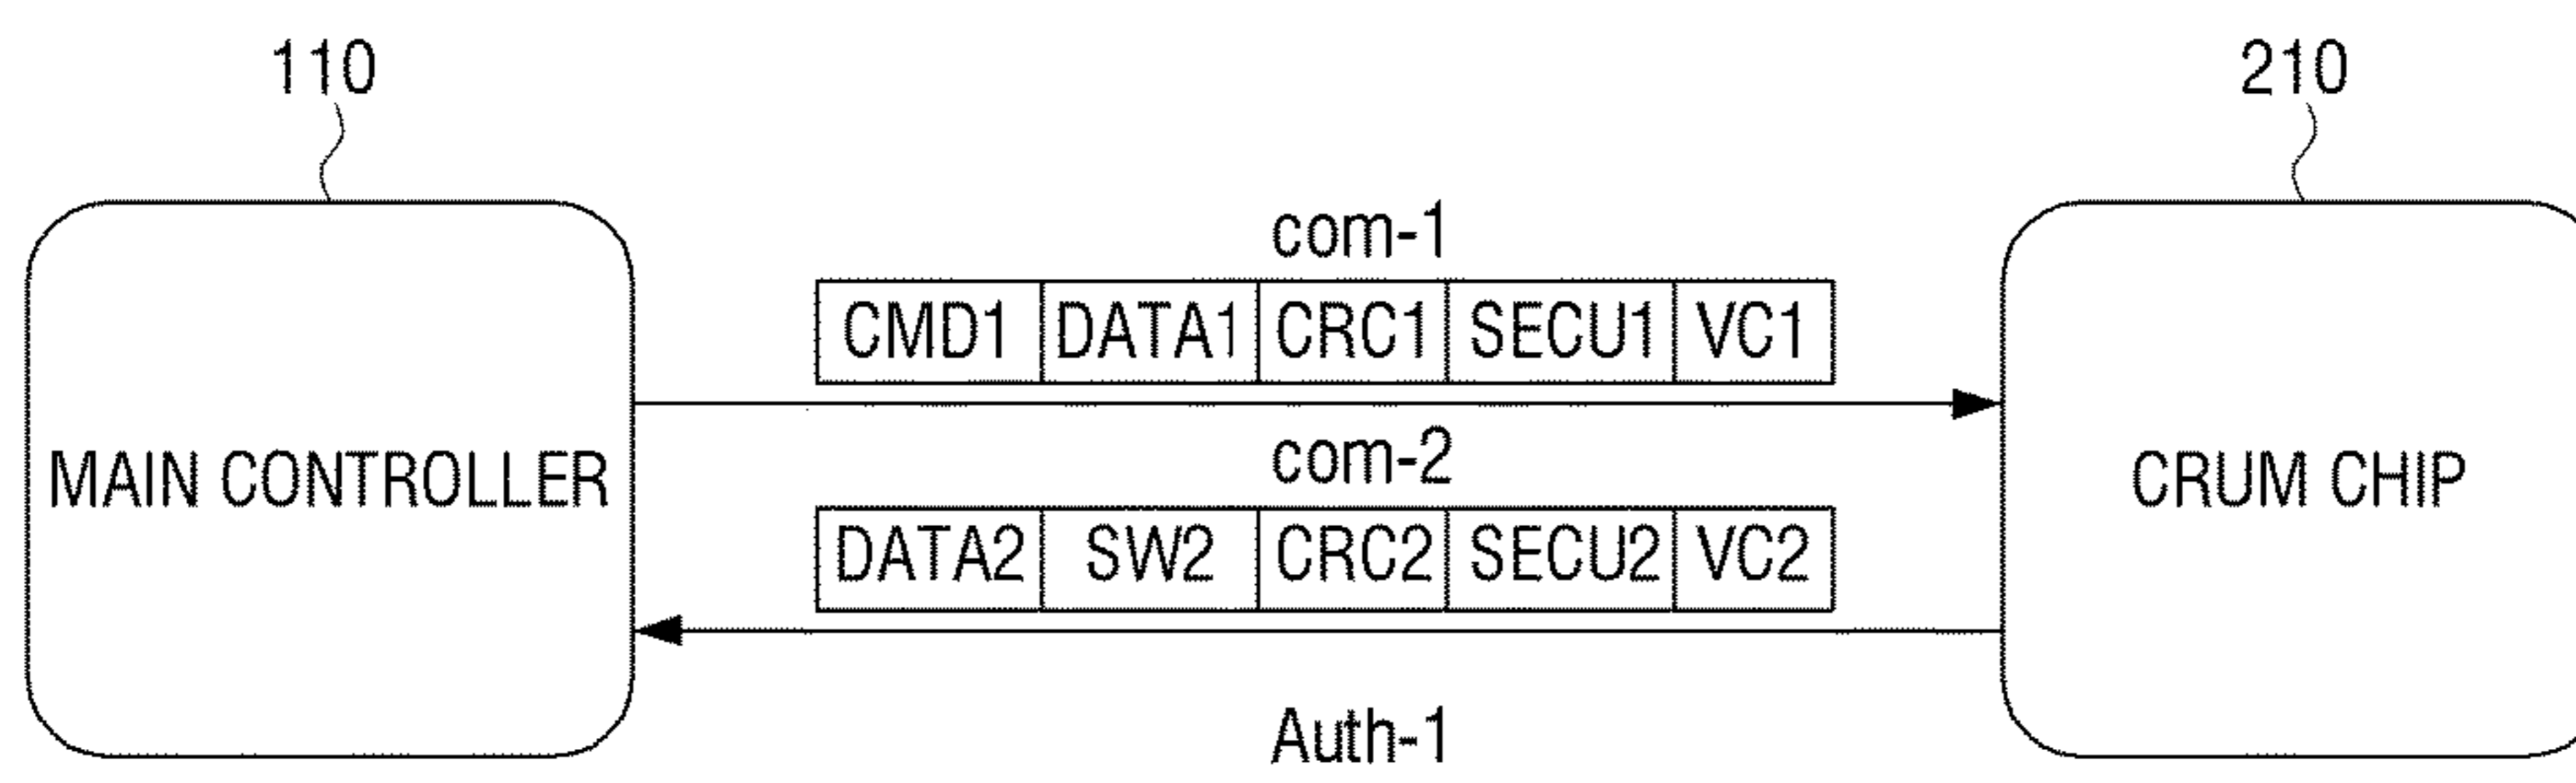 110 210
com-1
CMD1 DATA1 CRC1 SECU1 VC1
com-2
MAIN CONTROLLER CRUM CHIP
DATA2 SW2 CRC2 SECU2 VC2
Auth-1